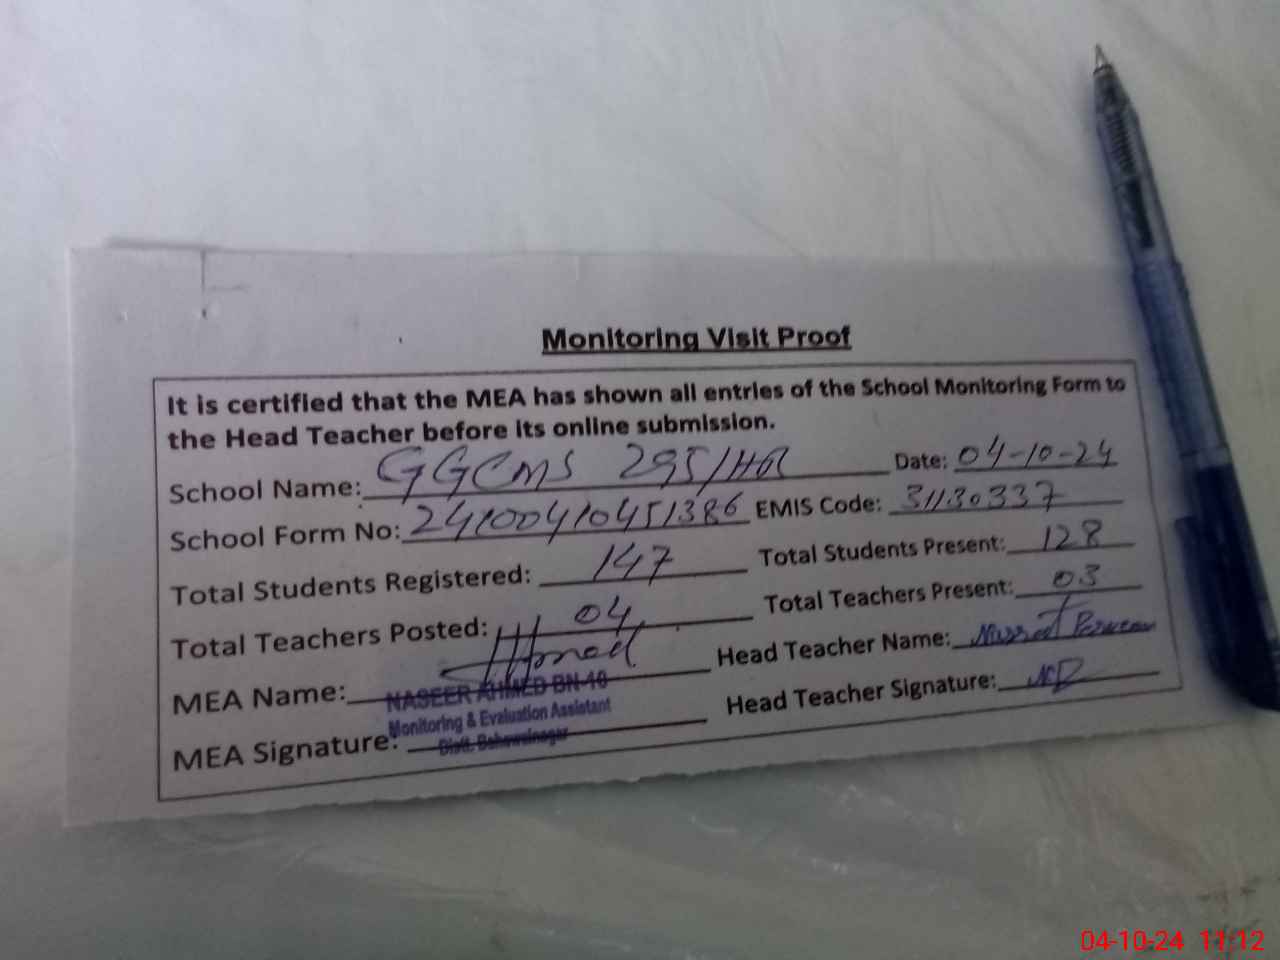 Monitoring Visit Proof
It is certified that the MEA has shown all entries of the School Monitoring Form to
the Head Teacher before its online submission.
School Name: GGCMS 295/HR Date: 04-10-24
School Form No: 24100410451386 EMIS Code: 31130337
Total Students Registered: 147 Total Students Present: 128
Total Teachers Posted: 04 Total Teachers Present: 03
MEA Name: Head Teacher Name: Nusrat Perveen
NASEER AHMED BN-10
Monitoring & Evaluation Assistant
Distt. Bahawalnagar
MEA Signature: Head Teacher Signature:
04-10-24 11:12